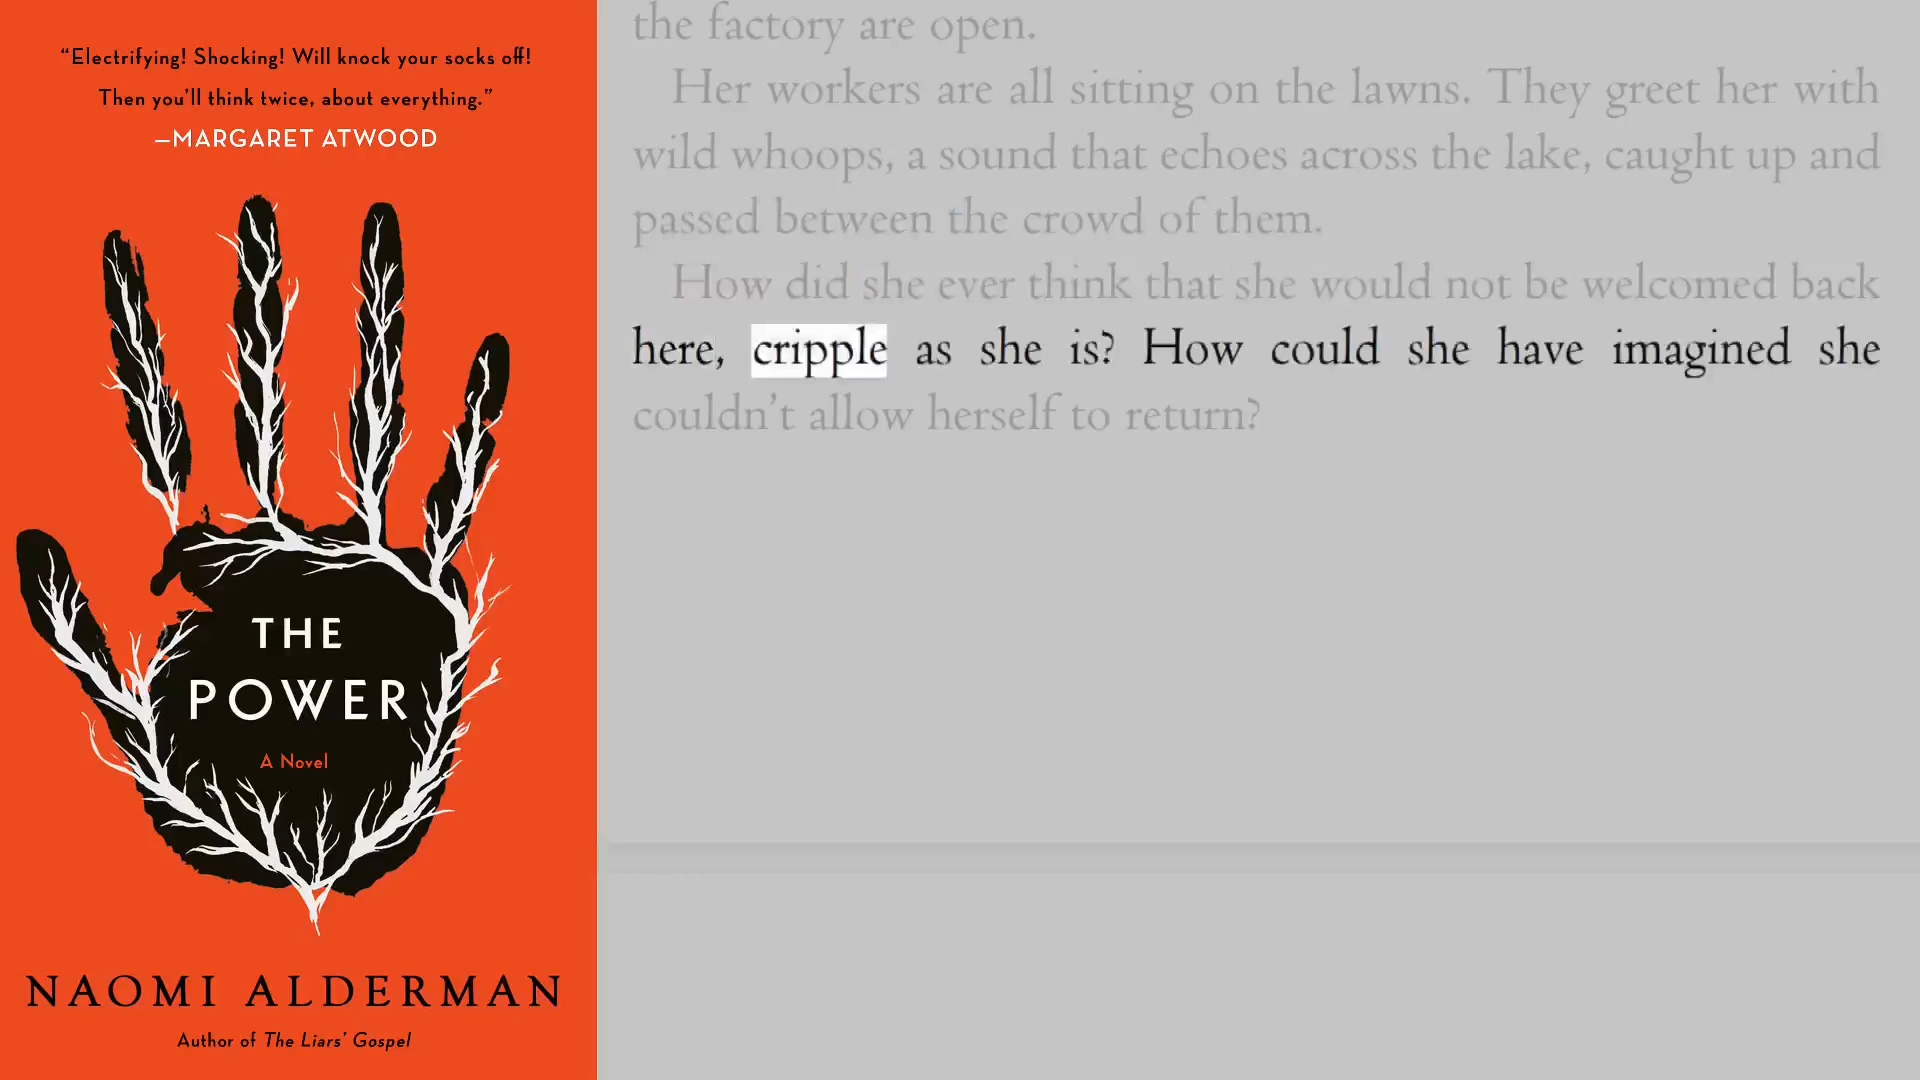 “Electrifying! Shocking! Will knock your socks off!
Then you’ll think twice, about everything.”
—MARGARET ATWOOD
THE
POWER
A Novel
NAOMI ALDERMAN
Author of The Liars’ Gospel
the factory are open.
Her workers are all sitting on the lawns. They greet her with
wild whoops, a sound that echoes across the lake, caught up and
passed between the crowd of them.
How did she ever think that she would not be welcomed back
here, cripple as she is? How could she have imagined she
couldn’t allow herself to return?